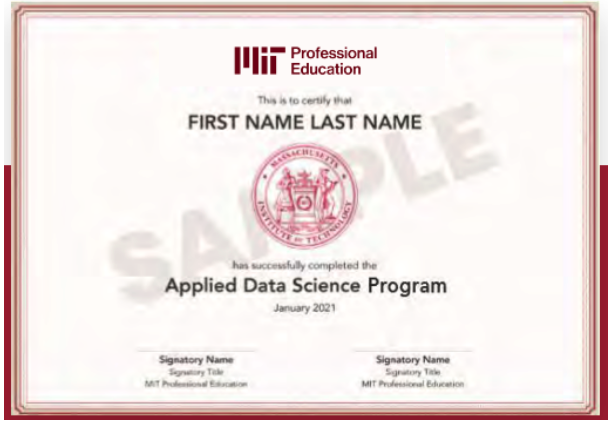 MIT Professional
Education
This is to certify that
FIRST NAME LAST NAME
SAMPLE
MASSACHUSETTS
INSTITUTE OF TECHNOLOGY
has successfully completed the
Applied Data Science Program
January 2021
Signatory Name
Signatory Title
MIT Professional Education
Signatory Name
Signatory Title
MIT Professional Education